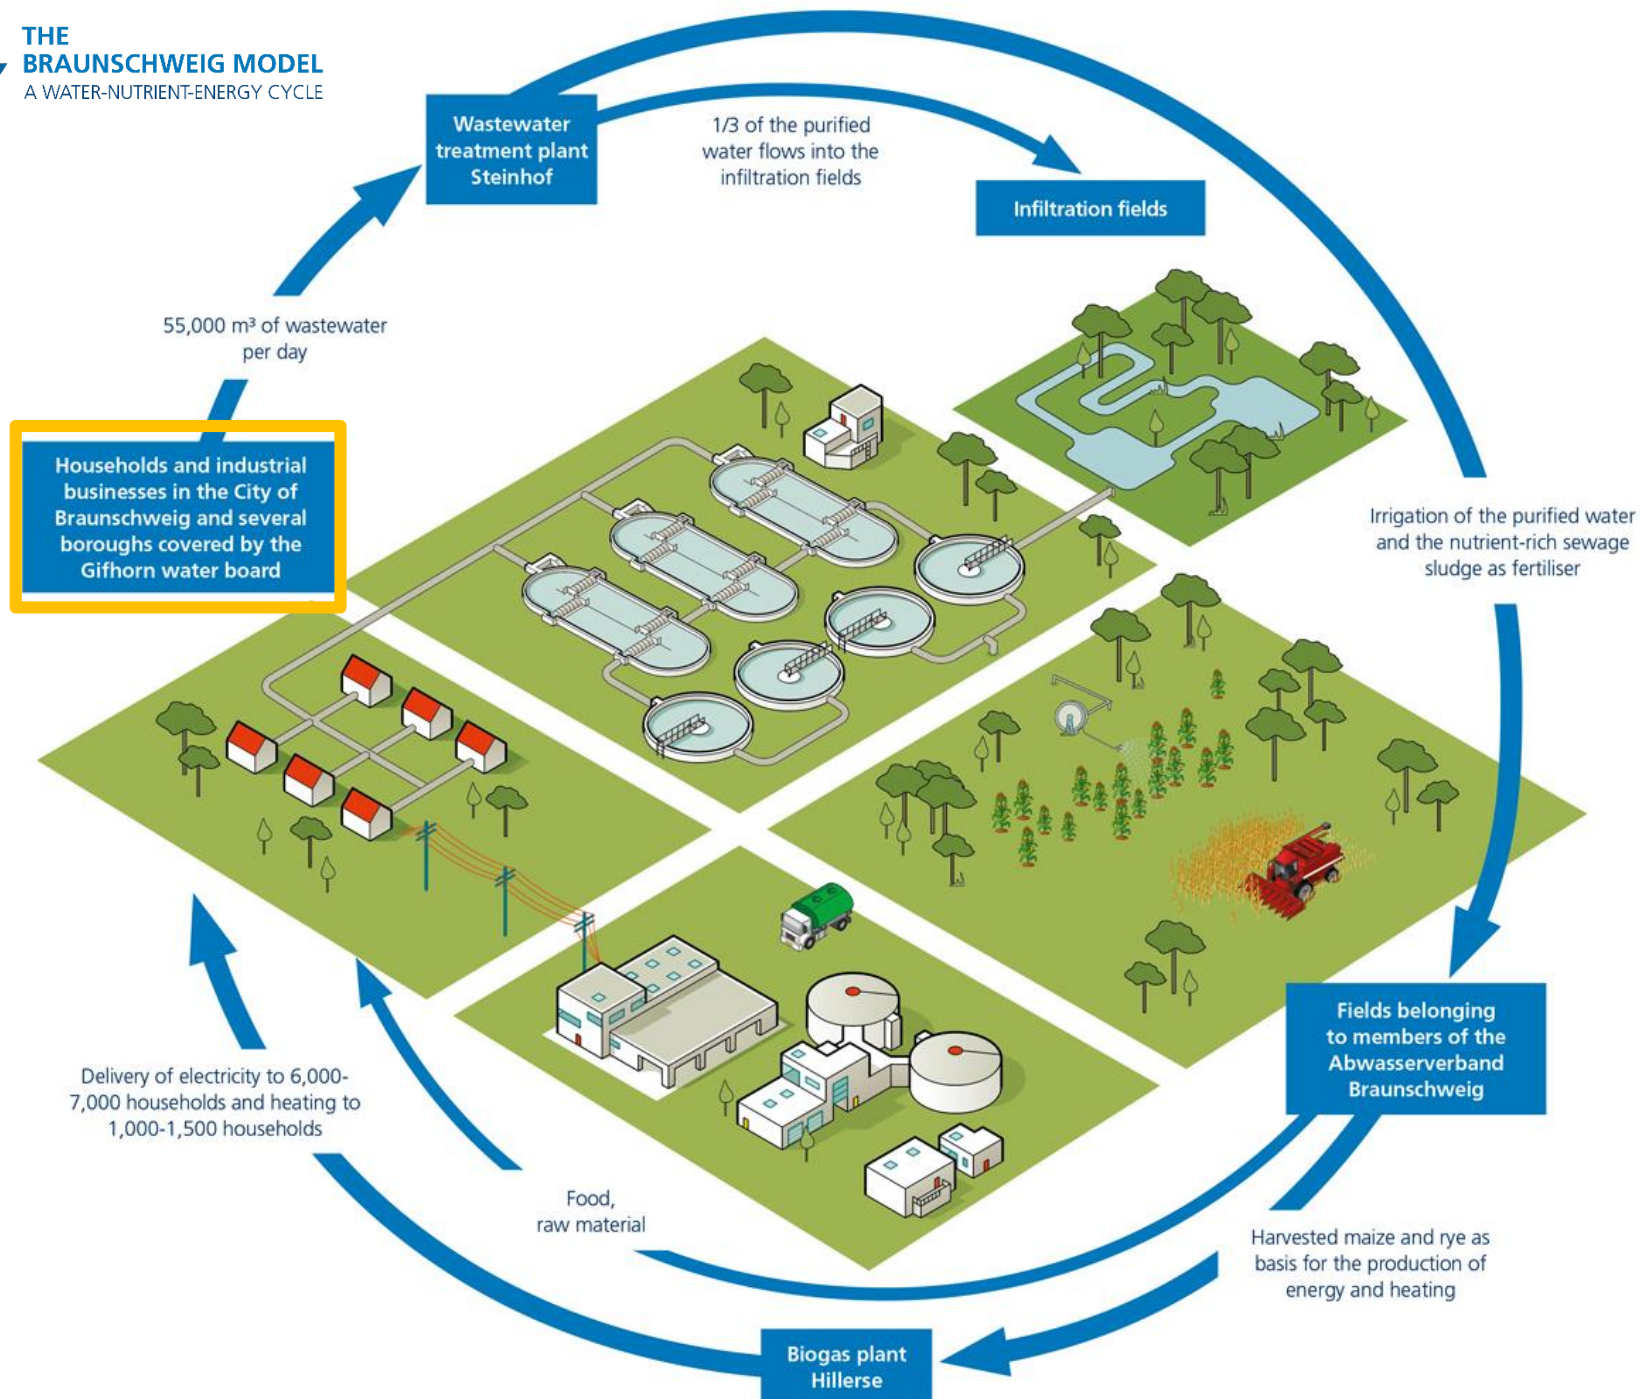 THE
BRAUNSCHWEIG MODEL
A WATER-NUTRIENT-ENERGY CYCLE
Wastewater
treatment plant
Steinhof
1/3 of the purified
water flows into the
infiltration fields
Infiltration fields
55,000 m³ of wastewater
per day
Households and industrial
businesses in the City of
Braunschweig and several
boroughs covered by the
Gifhorn water board
Irrigation of the purified water
and the nutrient-rich sewage
sludge as fertiliser
Fields belonging
to members of the
Abwasserverband
Braunschweig
Delivery of electricity to 6,000-
7,000 households and heating to
1,000-1,500 households
Food,
raw material
Harvested maize and rye as
basis for the production of
energy and heating
Biogas plant
Hillerse